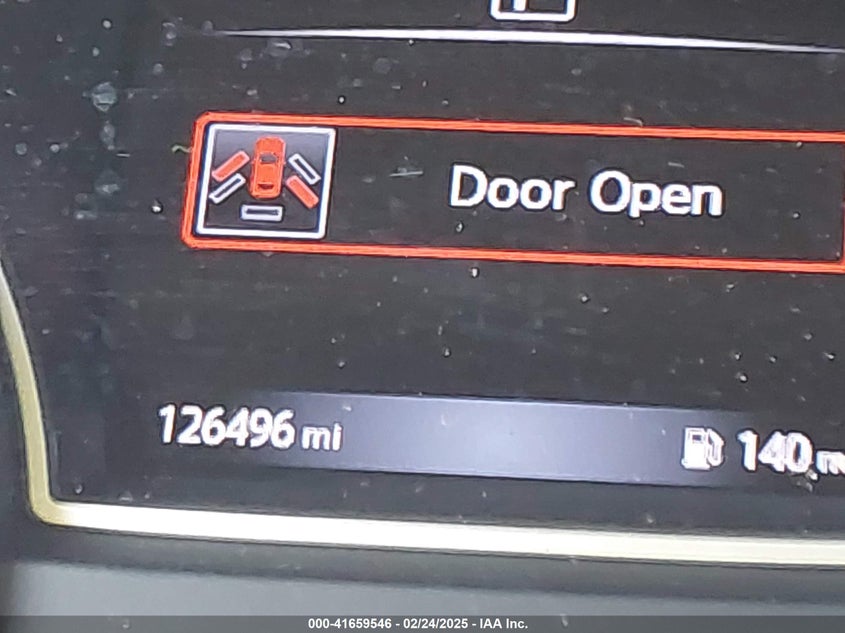 Door Open
126496 mi
140
000-41659546 - 02/24/2025 - IAA Inc.